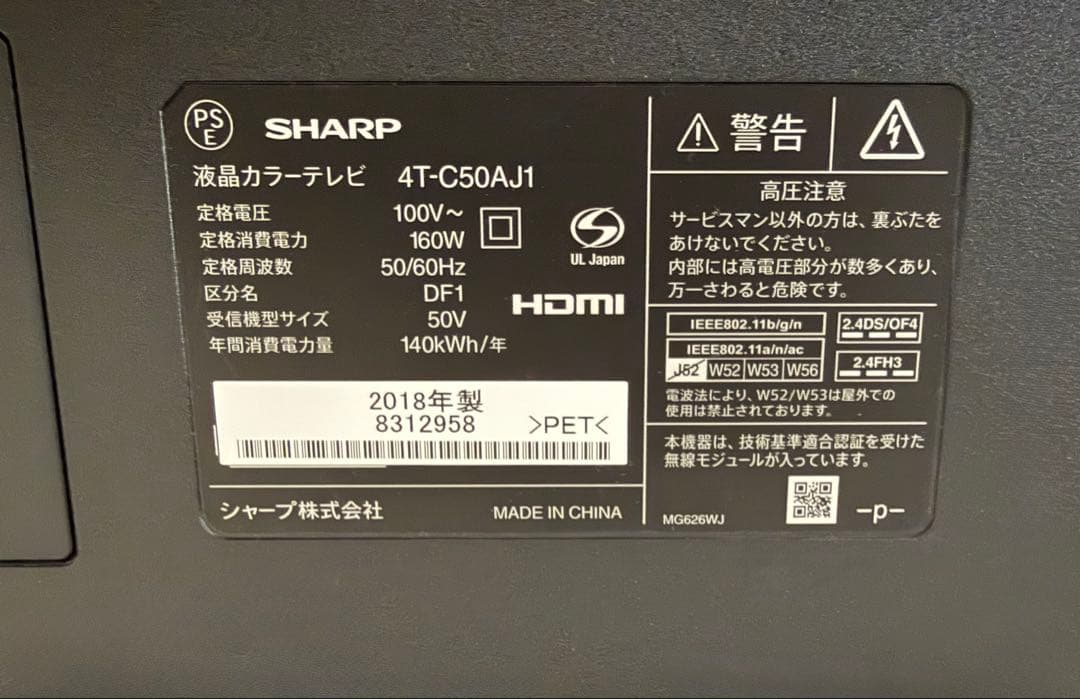 PS
E
SHARP
液晶カラーテレビ 4T-C50AJ1
定格電圧 100V～
定格消費電力 160W
定格周波数 50/60Hz
区分名 DF1
受信機型サイズ 50V
年間消費電力量 140kWh/年
UL Japan
HDMI
2018年製
8312958 >PET<
シャープ株式会社 MADE IN CHINA
警告
高圧注意
サービスマン以外の方は、裏ぶたを
あけないでください。
内部には高電圧部分が数多くあり、
万一さわると危険です。
IEEE802.11b/g/n
IEEE802.11a/n/ac
J52 W52 W53 W56
2.4DS/OF4
2.4FH3
電波法により、W52/W53は屋外での
使用は禁止されております。
本機器は、技術基準適合認証を受けた
無線モジュールが入っています。
MG626WJ
-p-